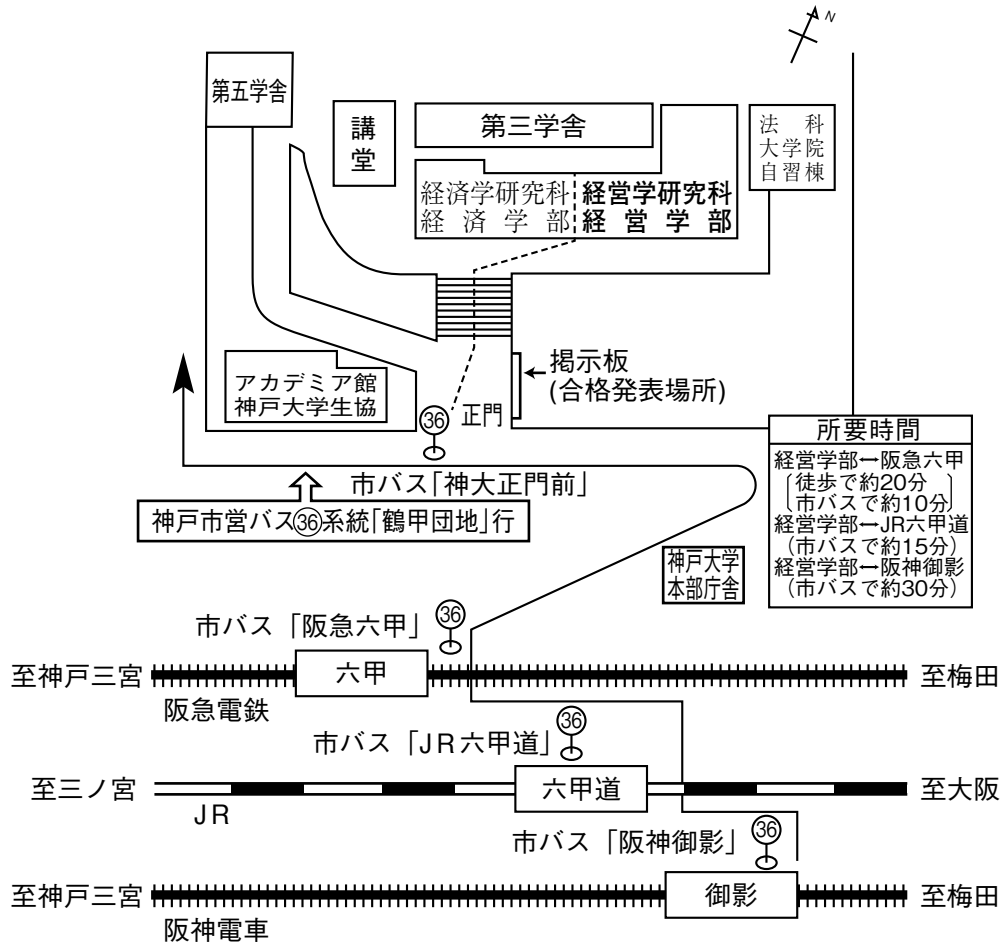 N
第五学舎
講
堂
第三学舎
法科
大学院
自習棟
経済学研究科
経済学部
経営学研究科
経営学部
掲示板
(合格発表場所)
アカデミア館
神戸大学生協
36
正門
市バス「神大正門前」
神戸市営バス36系統「鶴甲団地」行
所要時間
経営学部↔阪急六甲
〔徒歩で約20分〕
〔市バスで約10分〕
経営学部↔JR六甲道
(市バスで約15分)
経営学部↔阪神御影
(市バスで約30分)
神戸大学
本部庁舎
市バス「阪急六甲」
36
至神戸三宮
六甲
至梅田
阪急電鉄
市バス「JR六甲道」
36
至三ノ宮
六甲道
至大阪
JR
市バス「阪神御影」
36
至神戸三宮
御影
至梅田
阪神電車